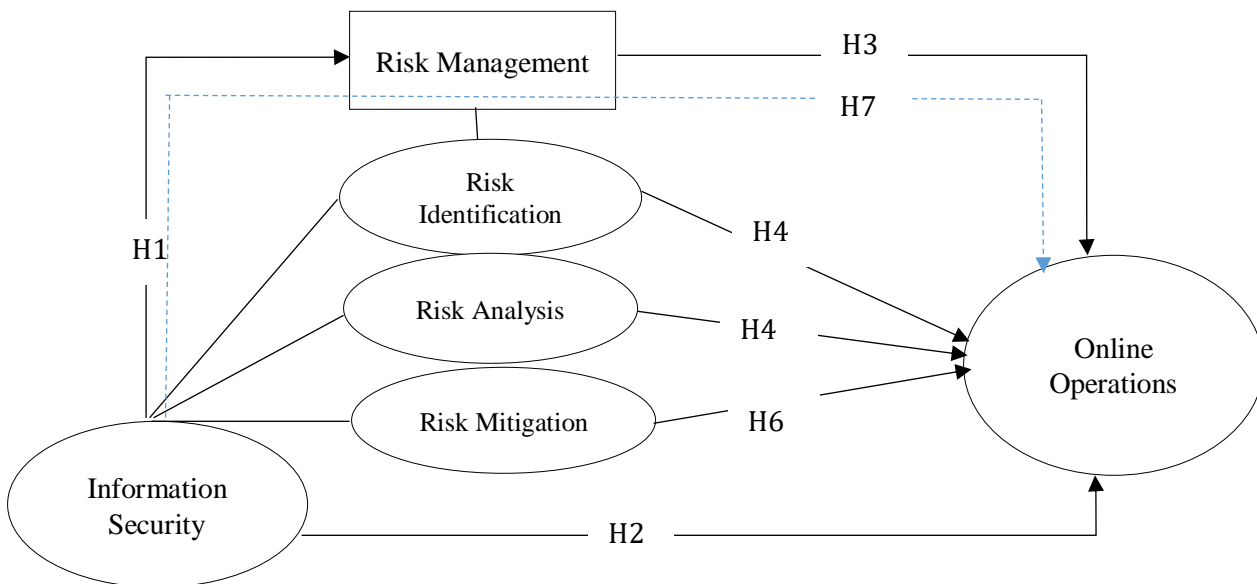 H3
Risk Management
H7
Risk
Identification
H4
H1
Risk Analysis
H4
Online
Operations
Risk Mitigation
H6
Information
Security
H2